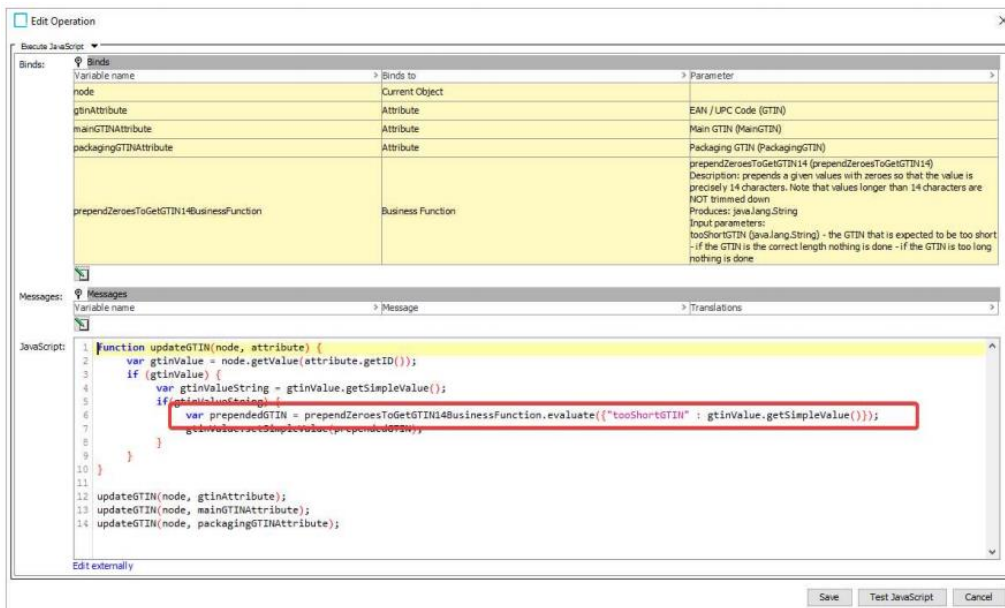 Edit Operation
Execute JavaScript
Binds:
Binds
Variable name > Binds to > Parameter >
node Current Object
gtinAttribute Attribute EAN / UPC Code (GTIN)
mainGTINAttribute Attribute Main GTIN (MainGTIN)
packagingGTINAttribute Attribute Packaging GTIN (PackagingGTIN)
prependZeroesToGetGTIN14BusinessFunction Business Function prependZeroesToGetGTIN14 (prependZeroesToGetGTIN14)
Description: prepends a given values with zeroes so that the value is
precisely 14 characters. Note that values longer than 14 characters are
NOT trimmed down
Produces: java.lang.String
Input parameters:
tooShortGTIN (java.lang.String) - the GTIN that is expected to be too short
- if the GTIN is the correct length nothing is done - if the GTIN is too long
nothing is done
Messages:
Messages
Variable name > Message > Translations >
JavaScript:
1 function updateGTIN(node, attribute) {
2 var gtinValue = node.getValue(attribute.getID());
3 if (gtinValue) {
4 var gtinValueString = gtinValue.getSimpleValue();
5 if(gtinValueString) {
6 var prependedGTIN = prependZeroesToGetGTIN14BusinessFunction.evaluate({"tooShortGTIN" : gtinValue.getSimpleValue()});
7 gtinValue.setSimpleValue(prependedGTIN);
8 }
9 }
10 }
11
12 updateGTIN(node, gtinAttribute);
13 updateGTIN(node, mainGTINAttribute);
14 updateGTIN(node, packagingGTINAttribute);
Edit externally
Save Test JavaScript Cancel